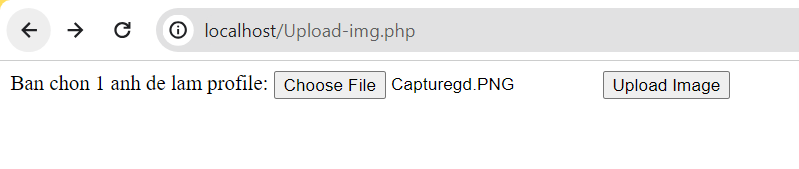 localhost/Upload-img.php
Ban chon 1 anh de lam profile: Choose File Capturegd.PNG Upload Image